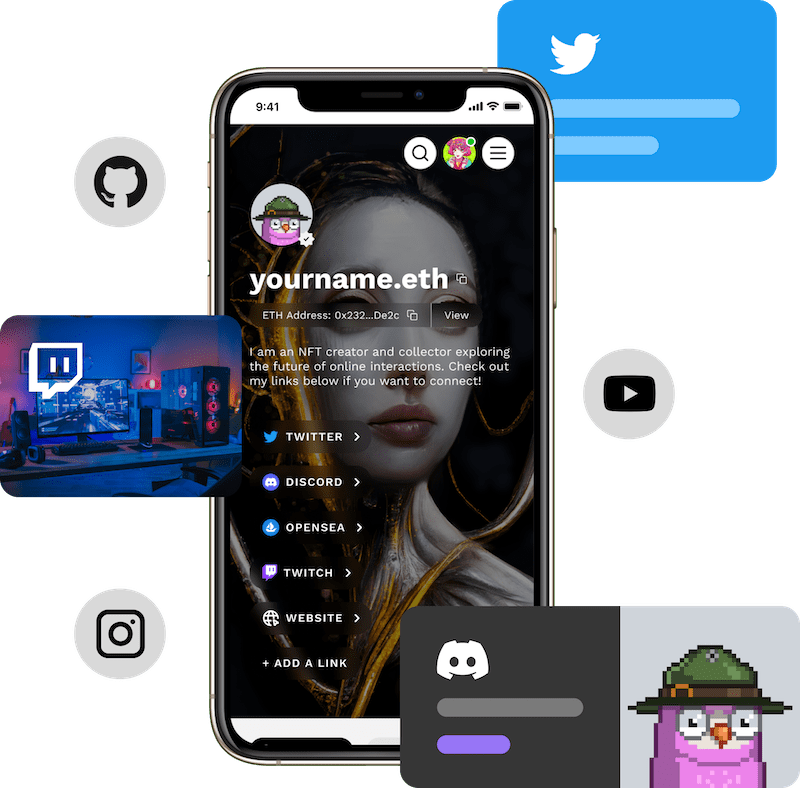 9:41
yourname.eth
ETH Address: 0x232...De2c
View
I am an NFT creator and collector exploring
the future of online interactions. Check out
my links below if you want to connect!
TWITTER
DISCORD
OPENSEA
TWITCH
WEBSITE
+ ADD A LINK